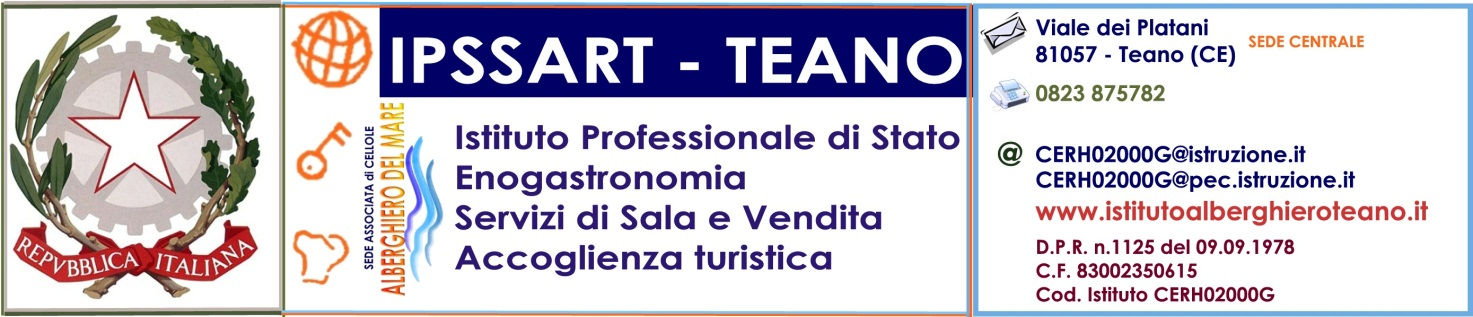 REPVBBLICA ITALIANA
IPSSART - TEANO
SEDE ASSOCIATA di CELLOLE
ALBERGHIERO DEL MARE
Istituto Professionale di Stato
Enogastronomia
Servizi di Sala e Vendita
Accoglienza turistica
Viale dei Platani
81057 - Teano (CE)
SEDE CENTRALE
0823 875782
@ CERH02000G@istruzione.it
CERH02000G@pec.istruzione.it
www.istitutoalberghieroteano.it
D.P.R. n.1125 del 09.09.1978
C.F. 83002350615
Cod. Istituto CERH02000G